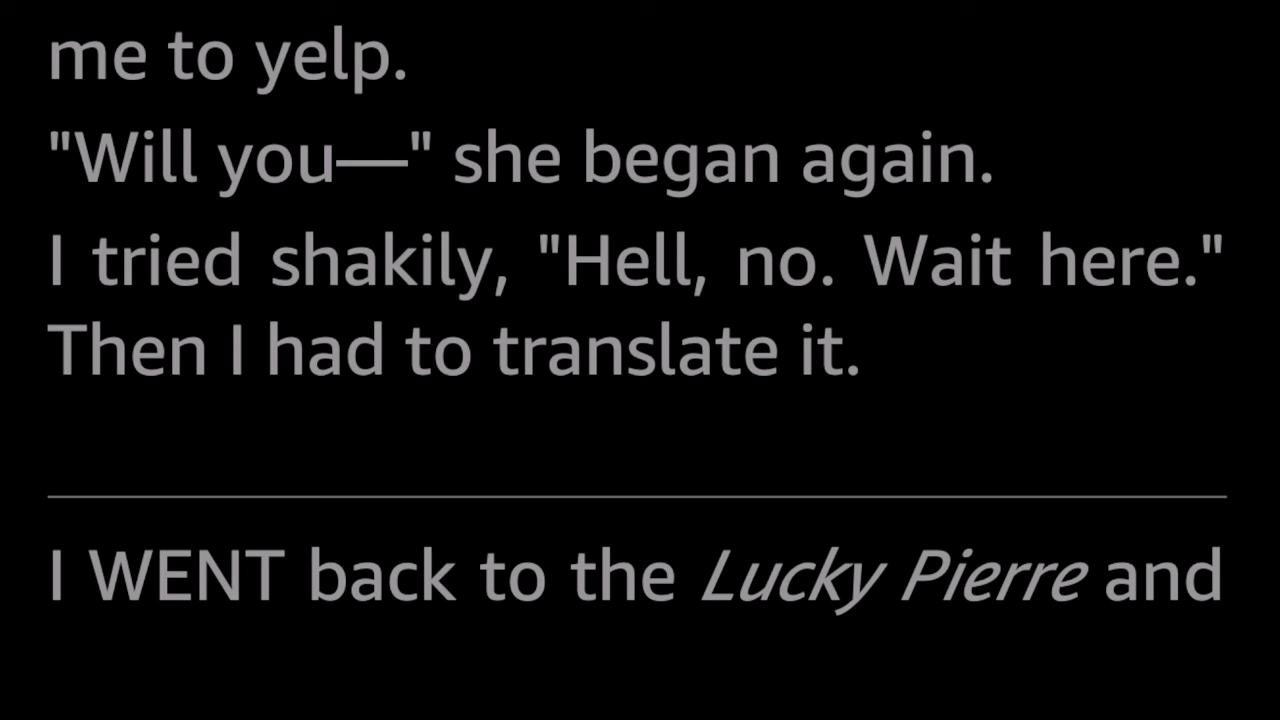 me to yelp.
"Will you—" she began again.
I tried shakily, "Hell, no. Wait here."
Then I had to translate it.
I WENT back to the Lucky Pierre and